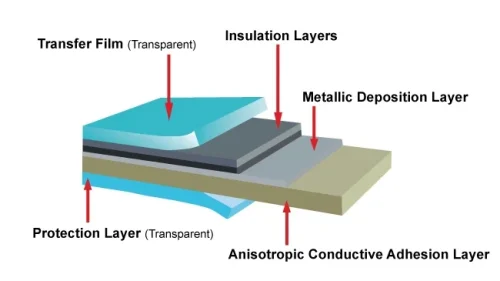 Insulation Layers
Transfer Film (Transparent)
Metallic Deposition Layer
Protection Layer (Transparent)
Anisotropic Conductive Adhesion Layer